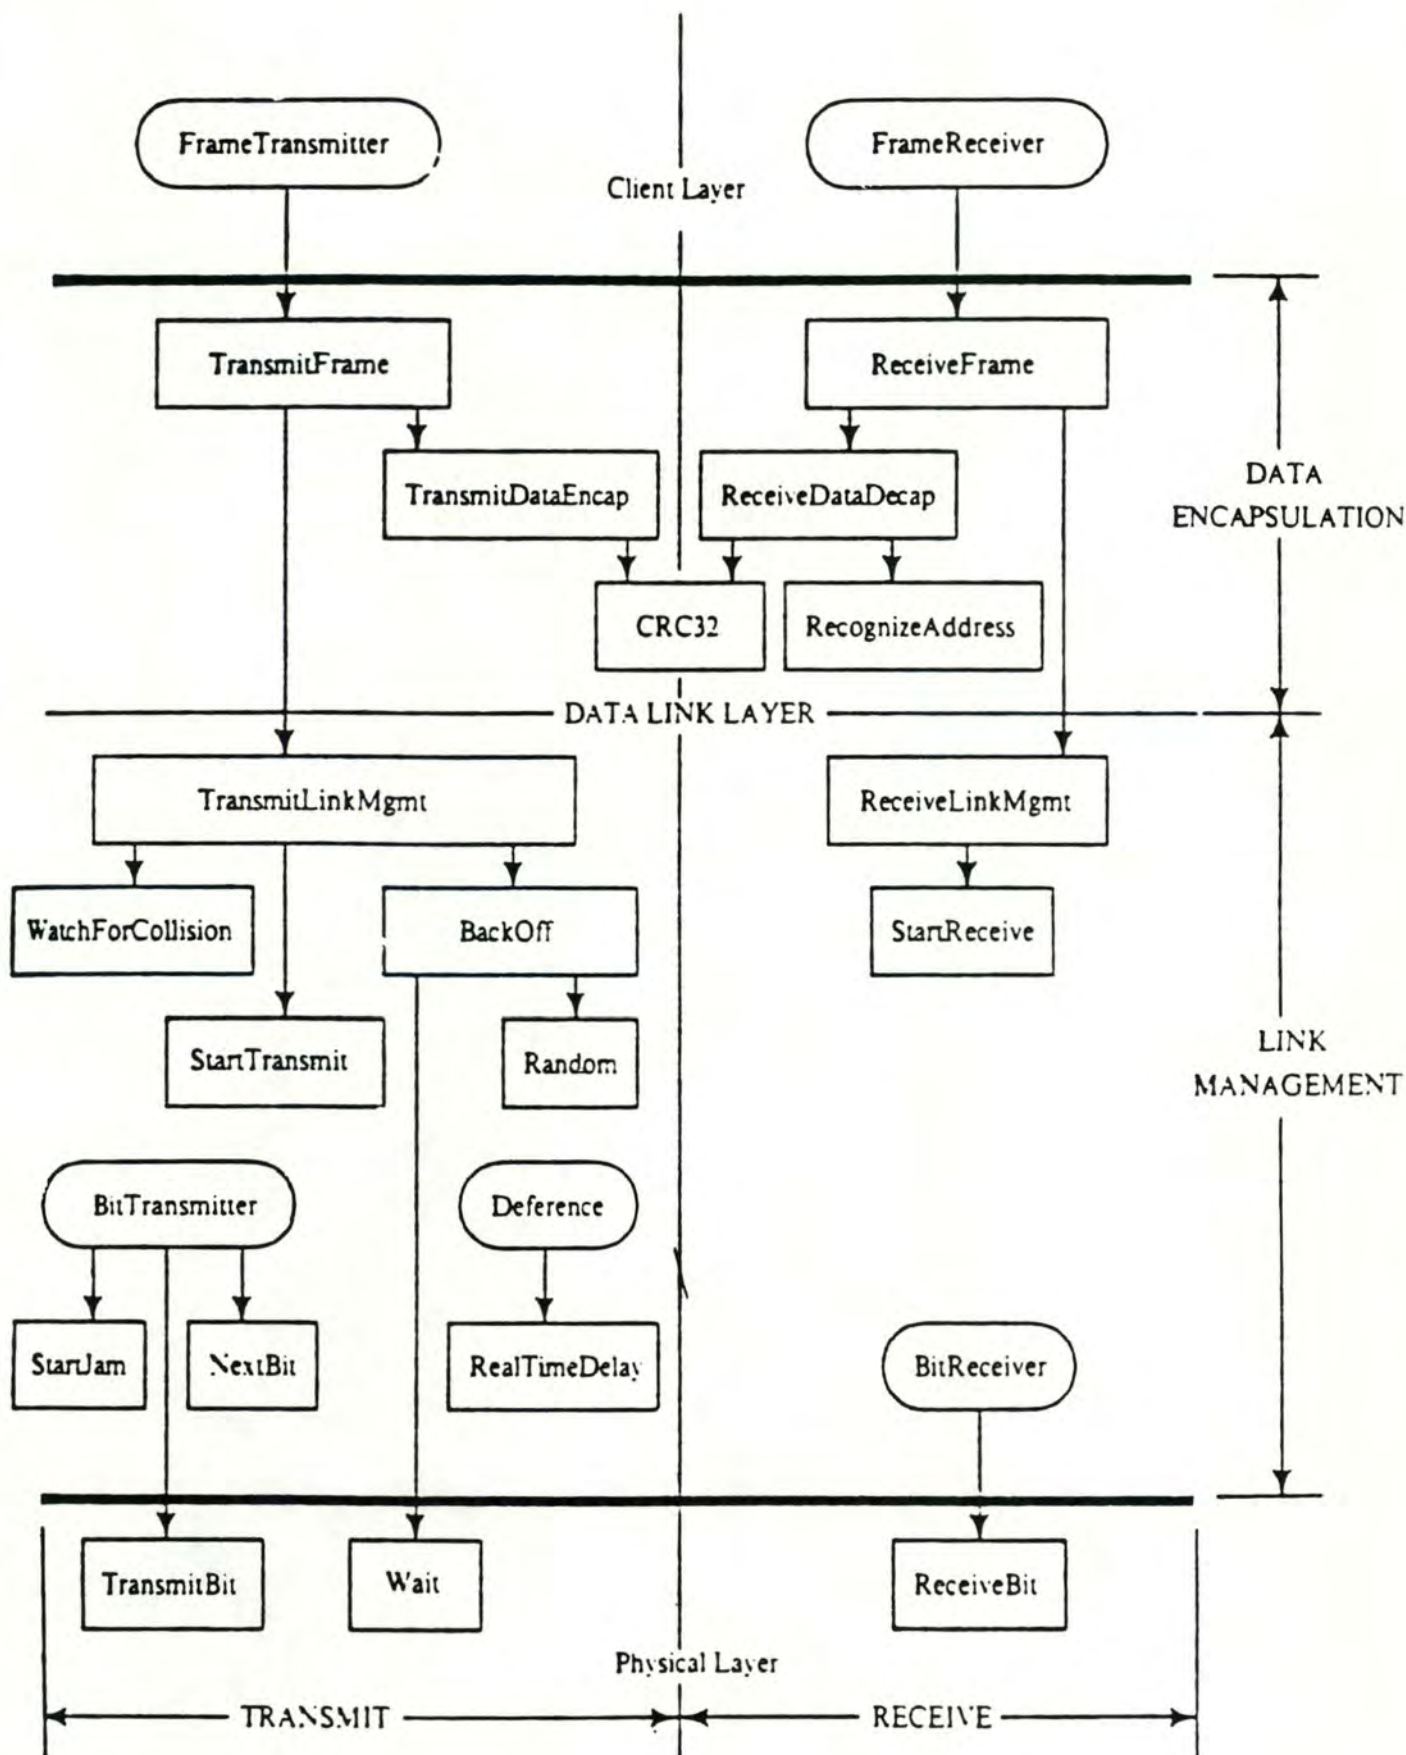 FrameTransmitter
FrameReceiver
Client Layer
TransmitFrame
ReceiveFrame
TransmitDataEncap
ReceiveDataDecap
DATA
ENCAPSULATION
CRC32
RecognizeAddress
DATA LINK LAYER
TransmitLinkMgmt
ReceiveLinkMgmt
WatchForCollision
BackOff
StartReceive
StartTransmit
Random
LINK
MANAGEMENT
BitTransmitter
Deference
StartJam
NextBit
RealTimeDelay
BitReceiver
TransmitBit
Wait
ReceiveBit
Physical Layer
TRANSMIT
RECEIVE